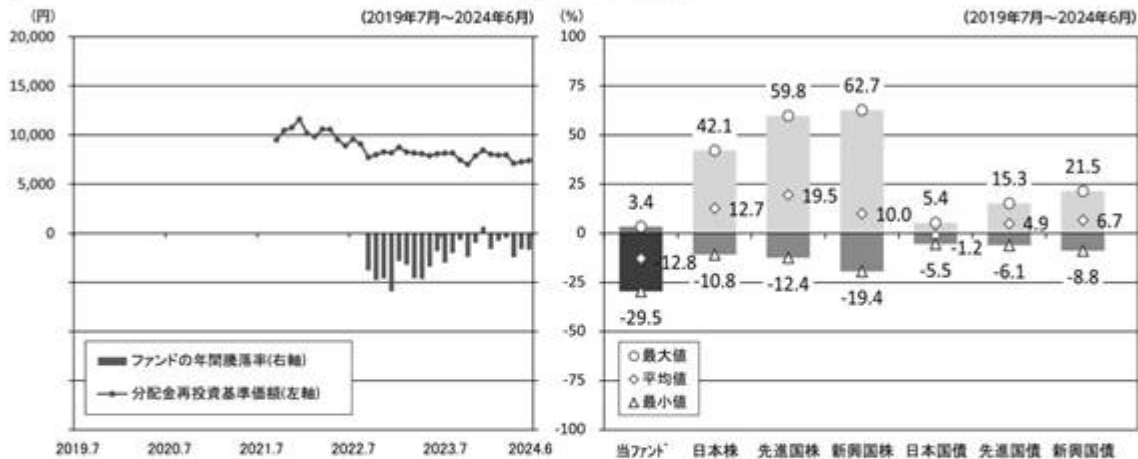 (円)
(2019年7月～2024年6月)
20,000
15,000
10,000
5,000
0
ファンドの年間騰落率(右軸)
分配金再投資基準価額(左軸)
2019.7 2020.7 2021.7 2022.7 2023.7 2024.6
(%)
(2019年7月～2024年6月)
100
75
50
25
0
-25
-50
-75
-100
3.4 42.1 59.8 62.7 5.4 15.3 21.5
-12.8 12.7 19.5 10.0 -1.2 4.9 6.7
-29.5 -10.8 -12.4 -19.4 -5.5 -6.1 -8.8
最大値
平均値
最小値
当ファンド 日本株 先進国株 新興国株 日本国債 先進国債 新興国債